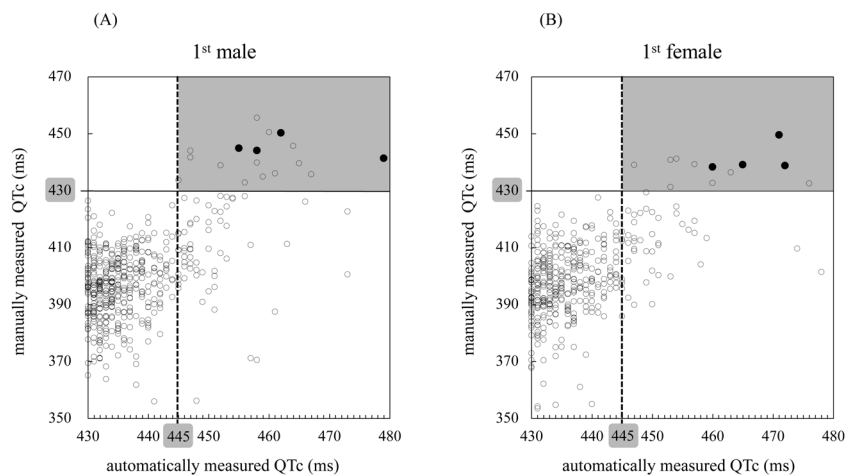 (A)
1st male
470
450
430
410
390
370
350
manually measured QTc (ms)
430 440 445 450 460 470 480
automatically measured QTc (ms)
(B)
1st female
470
450
430
410
390
370
350
manually measured QTc (ms)
430 440 445 450 460 470 480
automatically measured QTc (ms)